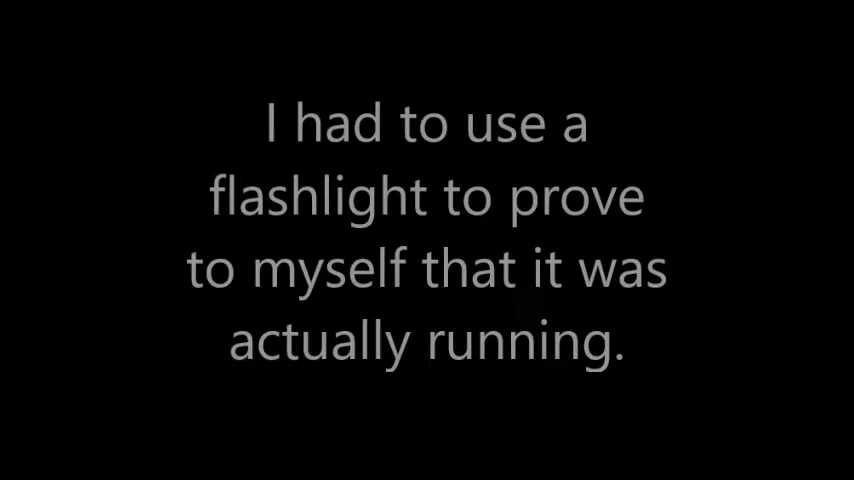 I had to use a
flashlight to prove
to myself that it was
actually running.